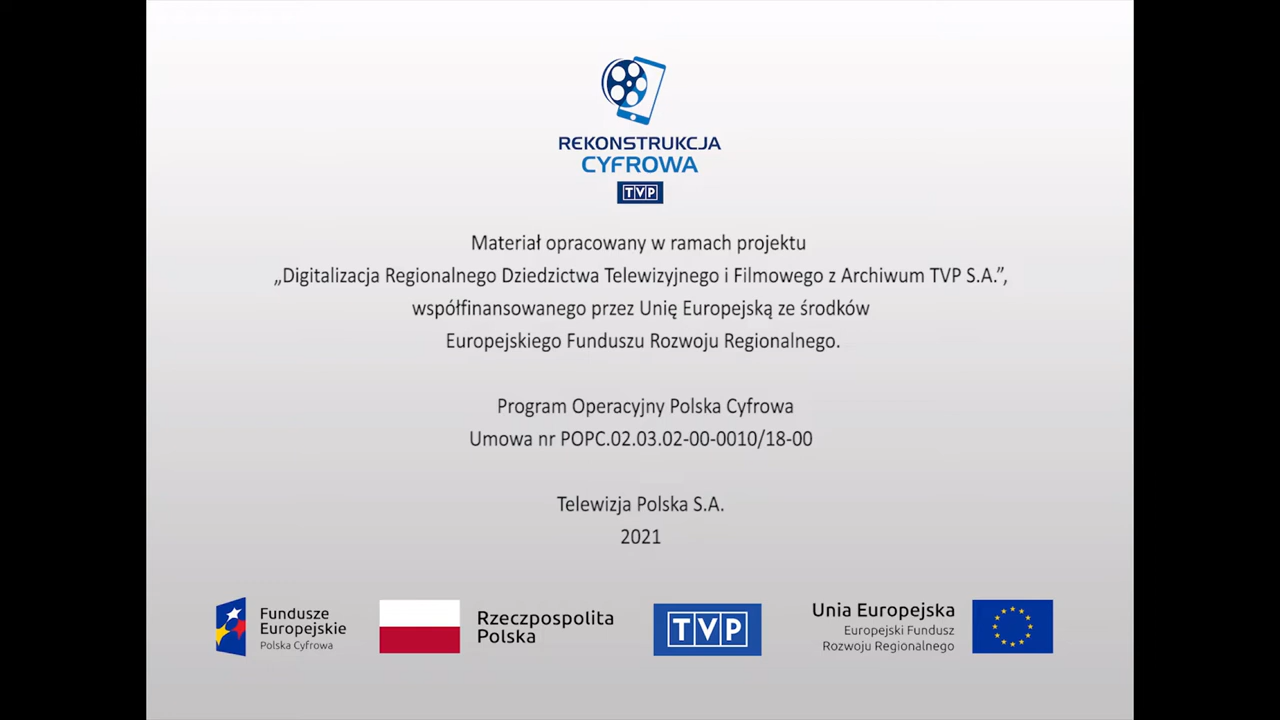 REKONSTRUKCJA
CYFROWA
TVP
Materiał opracowany w ramach projektu
„Digitalizacja Regionalnego Dziedzictwa Telewizyjnego i Filmowego z Archiwum TVP S.A.”,
współfinansowanego przez Unię Europejską ze środków
Europejskiego Funduszu Rozwoju Regionalnego.
Program Operacyjny Polska Cyfrowa
Umowa nr POPC.02.03.02-00-0010/18-00
Telewizja Polska S.A.
2021
Fundusze
Europejskie
Polska Cyfrowa
Rzeczpospolita
Polska
TVP
Unia Europejska
Europejski Fundusz
Rozwoju Regionalnego